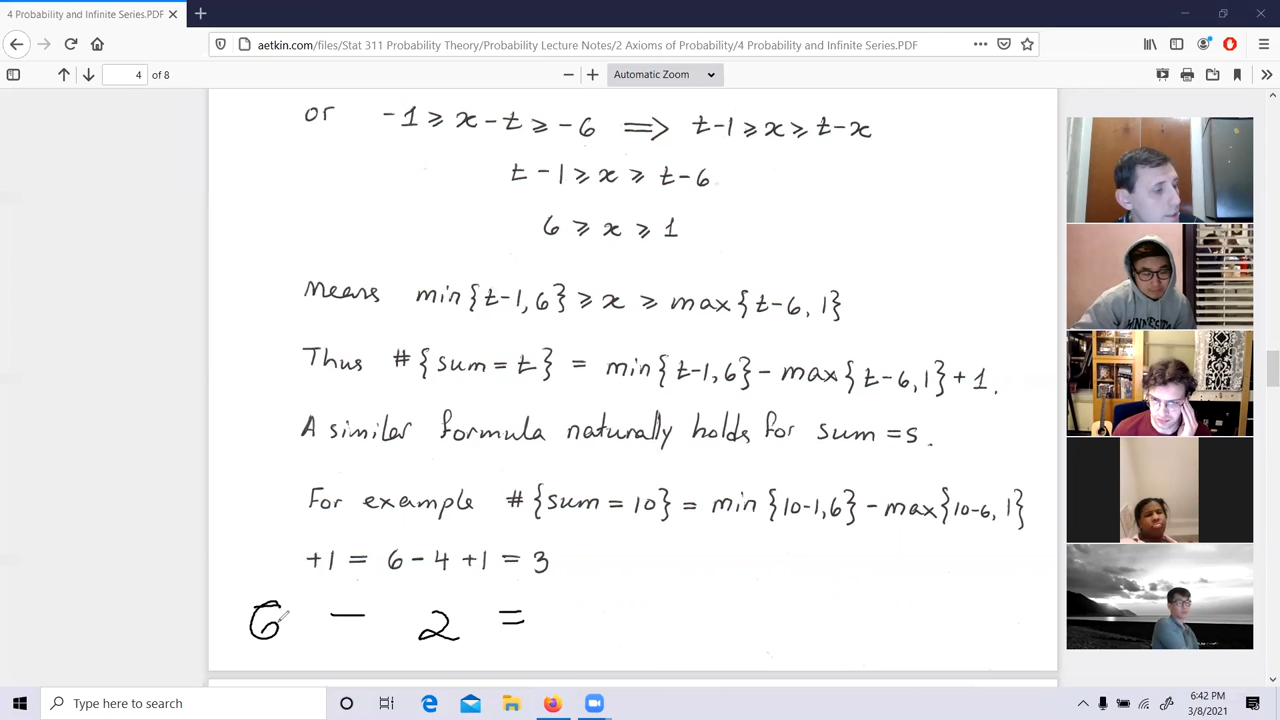 4 Probability and Infinite Series.PDF
aetkin.com/files/Stat 311 Probability Theory/Probability Lecture Notes/2 Axioms of Probability/4 Probability and Infinite Series.PDF
4 of 8
Automatic Zoom
or -1 ⩾ x - t ⩾ -6 ⟹ t-1 ⩾ x ⩾ t-x
t-1 ⩾ x ⩾ t-6
6 ⩾ x ⩾ 1
Means min{t-1, 6} ⩾ x ⩾ max{t-6, 1}
Thus #{sum = t} = min{t-1, 6} - max{t-6, 1} + 1.
A similar formula naturally holds for sum = s.
For example #{sum = 10} = min{10-1, 6} - max{10-6, 1}
+1 = 6 - 4 + 1 = 3
6 - 2 =
Type here to search
6:42 PM
3/8/2021